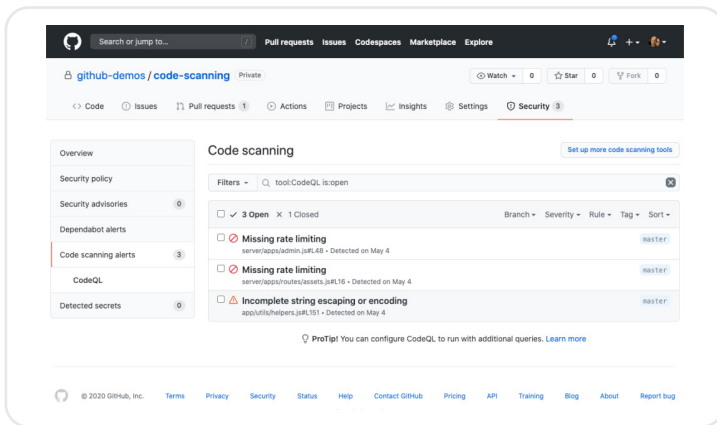 Search or jump to... / Pull requests Issues Codespaces Marketplace Explore
github-demos / code-scanning Private Watch 0 Star 0 Fork 0
Code Issues Pull requests 1 Actions Projects Insights Settings Security 3
Overview
Security policy
Security advisories 0
Dependabot alerts
Code scanning alerts 3
CodeQL
Detected secrets 0
Code scanning Set up more code scanning tools
Filters tool:CodeQL is:open
3 Open 1 Closed Branch Severity Rule Tag Sort
Missing rate limiting master
server/apps/admin.js#L48 • Detected on May 4
Missing rate limiting master
server/apps/routes/assets.js#L16 • Detected on May 4
Incomplete string escaping or encoding master
app/utils/helpers.js#L151 • Detected on May 4
ProTip! You can configure CodeQL to run with additional queries. Learn more
© 2020 GitHub, Inc. Terms Privacy Security Status Help Contact GitHub Pricing API Training Blog About Report bug